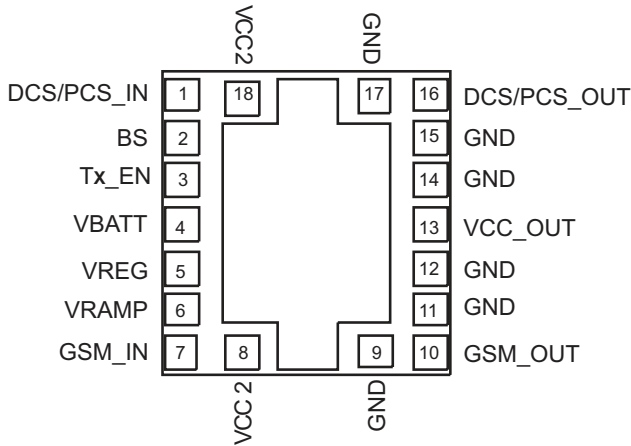 VCC2
GND
DCS/PCS_IN 1 18 17 16 DCS/PCS_OUT
BS 2 15 GND
Tx_EN 3 14 GND
VBATT 4 13 VCC_OUT
VREG 5 12 GND
VRAMP 6 11 GND
GSM_IN 7 8 9 10 GSM_OUT
VCC 2
GND